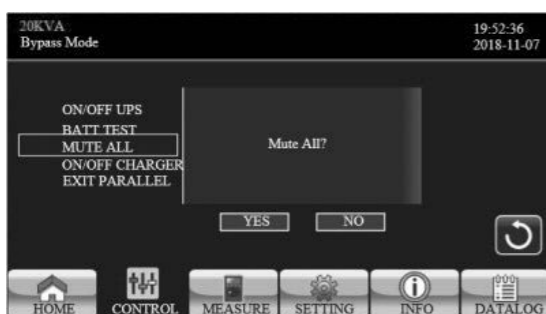 20KVA
Bypass Mode
19:52:36
2018-11-07
ON/OFF UPS
BATT TEST
MUTE ALL
ON/OFF CHARGER
EXIT PARALLEL
Mute All?
YES
NO
HOME
CONTROL
MEASURE
SETTING
INFO
DATALOG